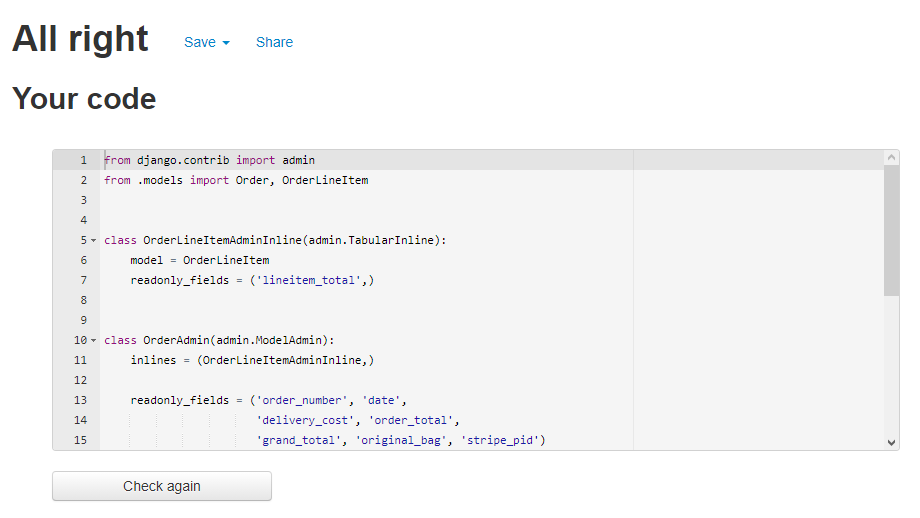 All right Save Share
Your code
1 from django.contrib import admin
2 from .models import Order, OrderLineItem
3
4
5 class OrderLineItemAdminInline(admin.TabularInline):
6     model = OrderLineItem
7     readonly_fields = ('lineitem_total',)
8
9
10 class OrderAdmin(admin.ModelAdmin):
11     inlines = (OrderLineItemAdminInline,)
12
13     readonly_fields = ('order_number', 'date',
14                        'delivery_cost', 'order_total',
15                        'grand_total', 'original_bag', 'stripe_pid')
Check again